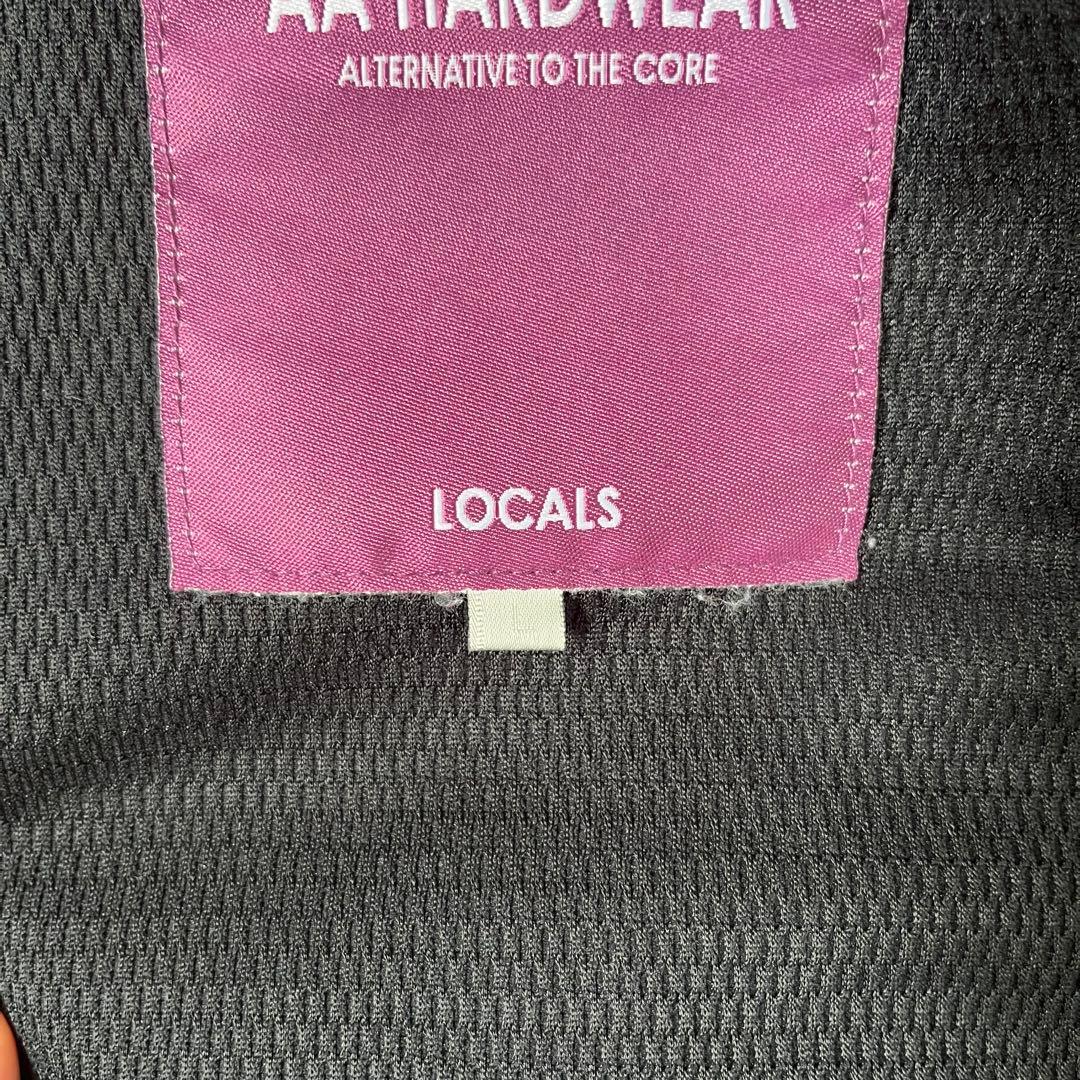 AA HARDWEAR
ALTERNATIVE TO THE CORE
LOCALS
L